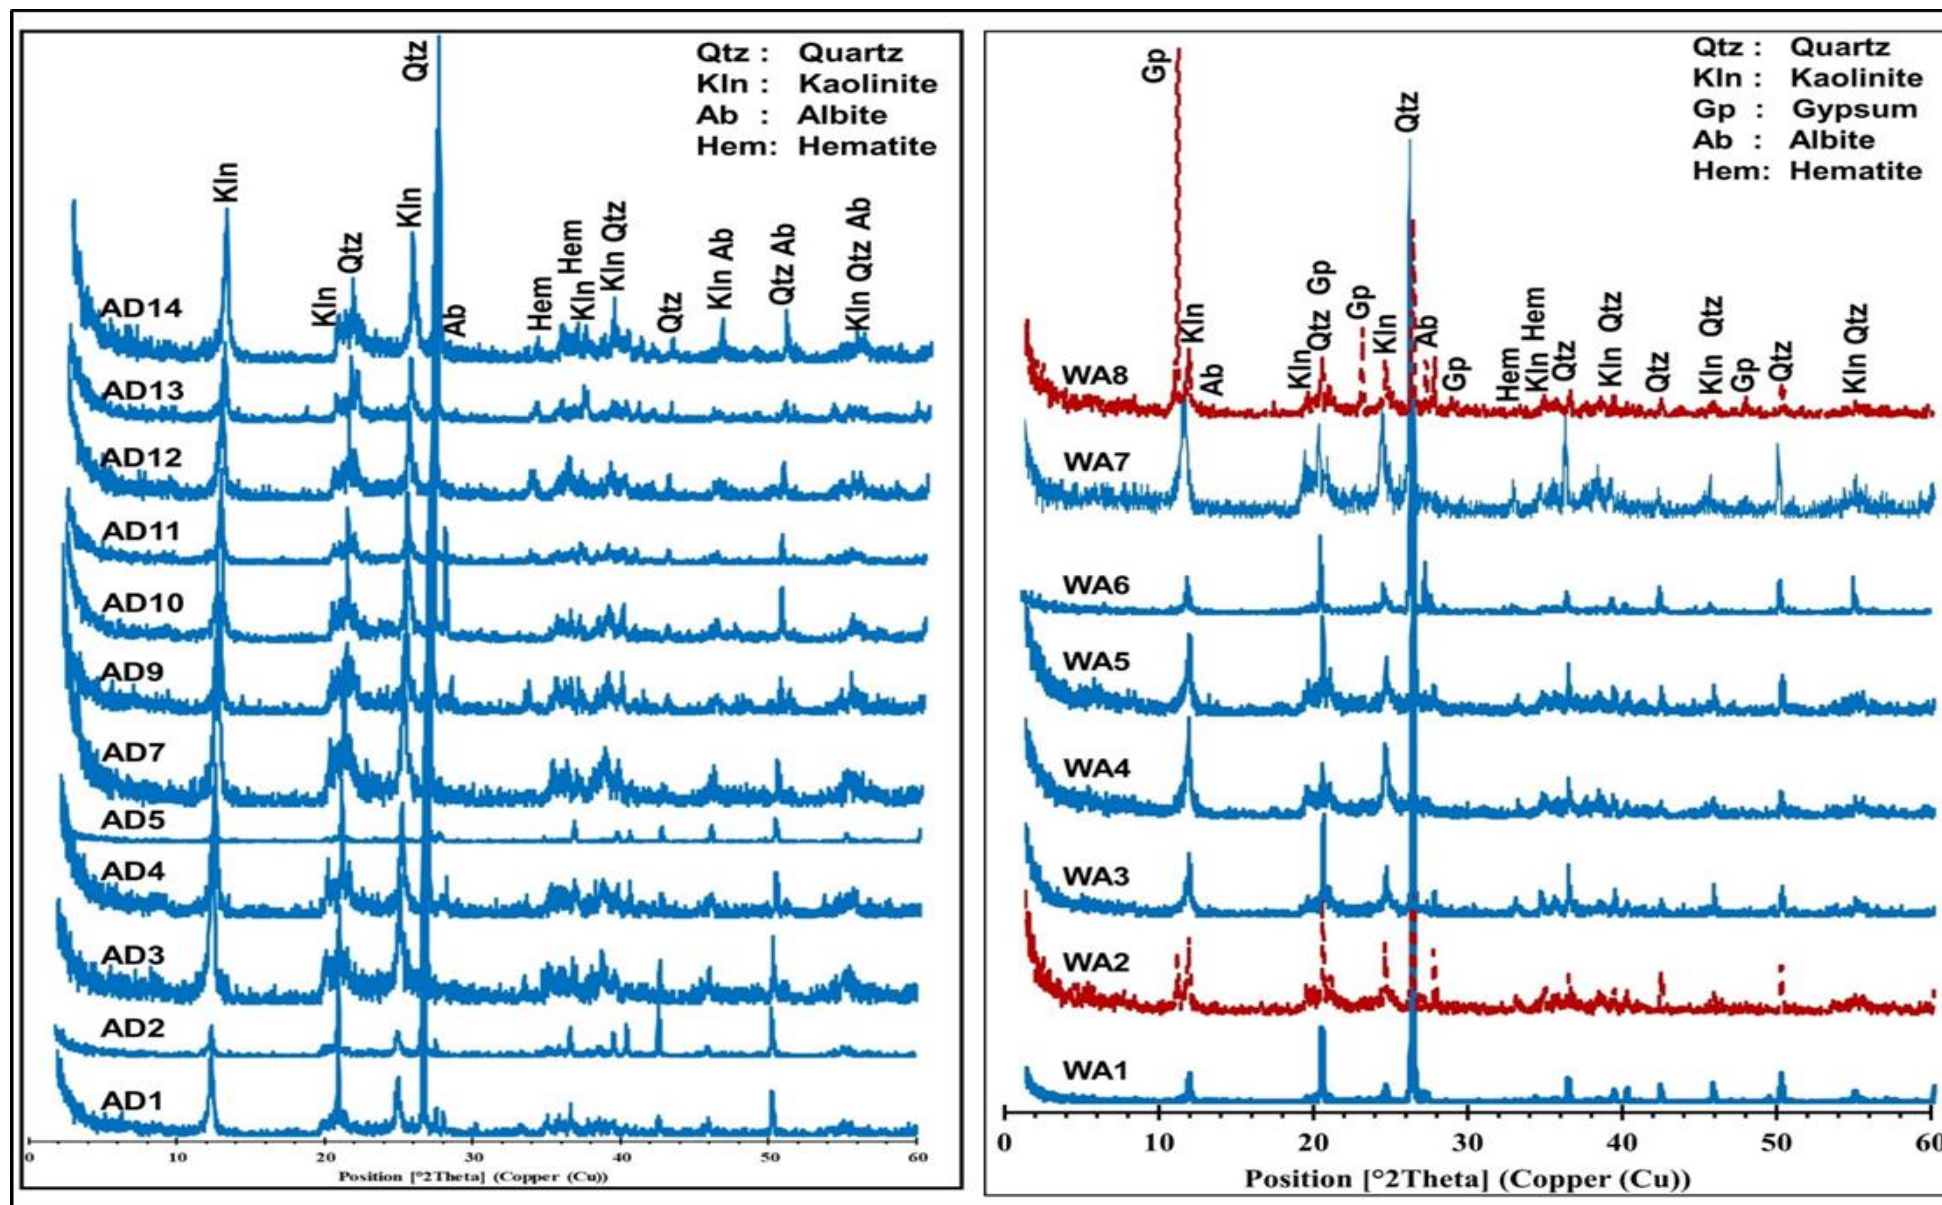 Qtz : Quartz
Kln : Kaolinite
Ab : Albite
Hem: Hematite
Qtz
Kln
Kln
Qtz
Kln
Ab
Hem
Hem
Kln
Kln Qtz
Qtz
Kln Ab
Qtz Ab
Kln Qtz Ab
AD14
AD13
AD12
AD11
AD10
AD9
AD7
AD5
AD4
AD3
AD2
AD1
0 10 20 30 40 50 60
Position [°2Theta] (Copper (Cu))
Qtz : Quartz
Kln : Kaolinite
Gp : Gypsum
Ab : Albite
Hem: Hematite
Gp
Kln
Ab
Kln
Qtz Gp
Gp
Kln
Qtz
Ab
Gp
Hem
Kln Hem
Qtz
Kln Qtz
Qtz
Kln Qtz
Gp
Qtz
Kln Qtz
WA8
WA7
WA6
WA5
WA4
WA3
WA2
WA1
0 10 20 30 40 50 60
Position [°2Theta] (Copper (Cu))